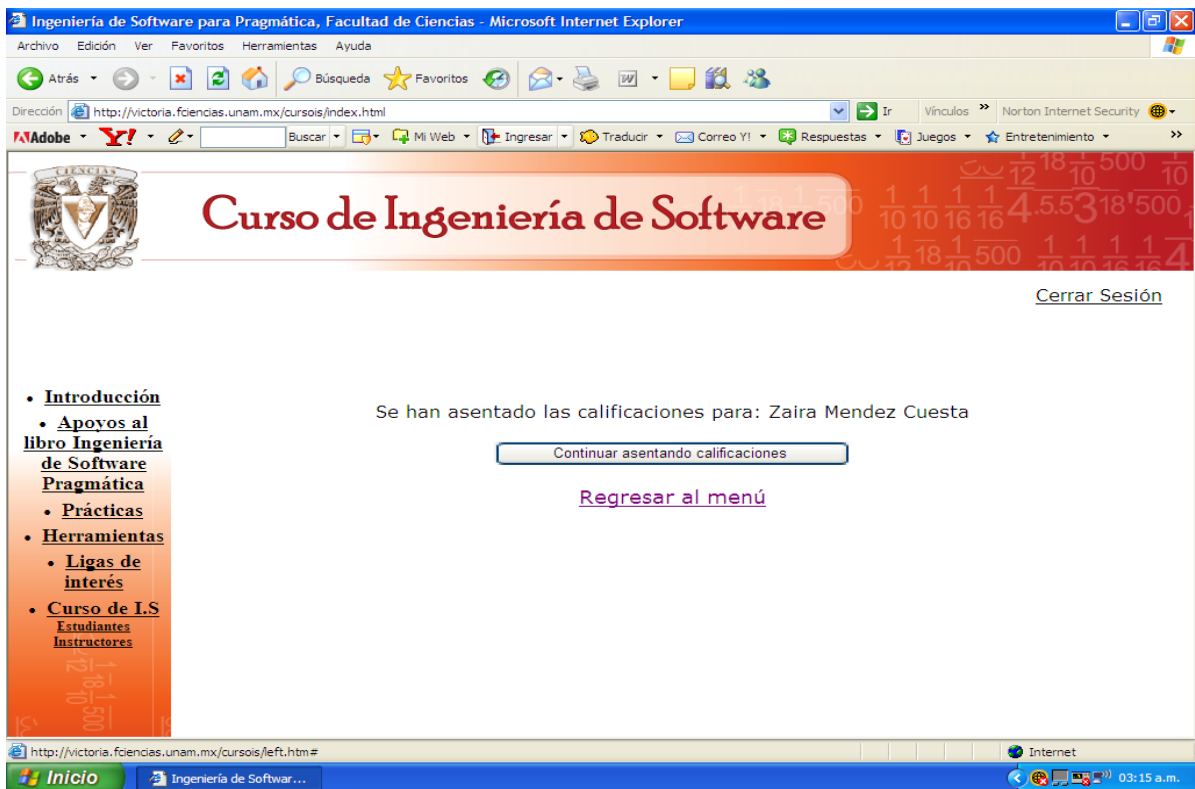 Ingeniería de Software para Pragmática, Facultad de Ciencias - Microsoft Internet Explorer
Archivo Edición Ver Favoritos Herramientas Ayuda
Atrás Búsqueda Favoritos
Dirección http://victoria.fciencias.unam.mx/cursois/index.html Ir Vínculos Norton Internet Security
Adobe Y! Buscar Mi Web Ingresar Traducir Correo Y! Respuestas Juegos Entretenimiento
CIENCIAS
Curso de Ingeniería de Software
Cerrar Sesión
• Introducción
• Apoyos al
libro Ingeniería
de Software
Pragmática
• Prácticas
• Herramientas
• Ligas de
interés
• Curso de I.S
Estudiantes
Instructores
Se han asentado las calificaciones para: Zaira Mendez Cuesta
Continuar asentando calificaciones
Regresar al menú
http://victoria.fciencias.unam.mx/cursois/left.htm# Internet
Inicio Ingeniería de Softwar... 03:15 a.m.